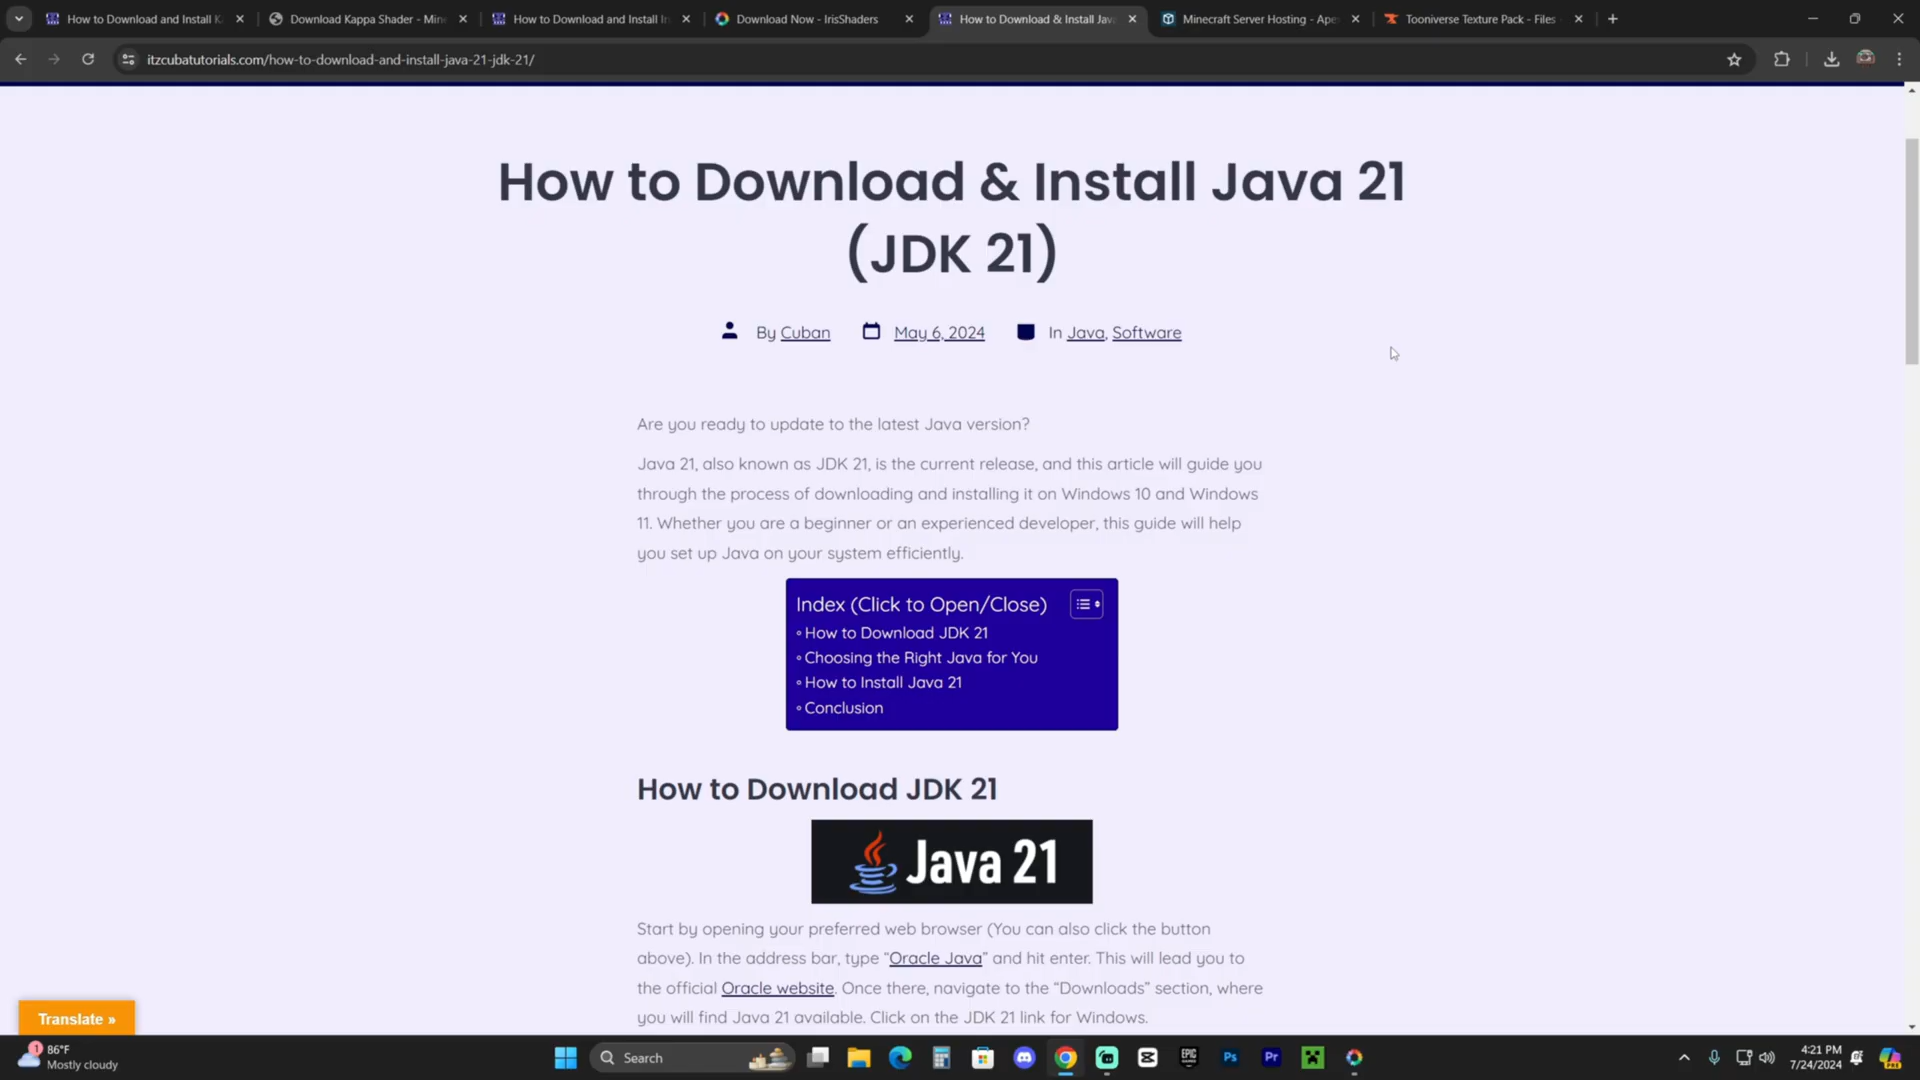 How to Download and Install K
Download Kappa Shader - Mine
How to Download and Install Ir
Download Now - IrisShaders
How to Download & Install Java
Minecraft Server Hosting - Apex
Tooniverse Texture Pack - Files
itzcubatutorials.com/how-to-download-and-install-java-21-jdk-21/
How to Download & Install Java 21
(JDK 21)
By Cuban
May 6, 2024
In Java, Software
Are you ready to update to the latest Java version?
Java 21, also known as JDK 21, is the current release, and this article will guide you
through the process of downloading and installing it on Windows 10 and Windows
11. Whether you are a beginner or an experienced developer, this guide will help
you set up Java on your system efficiently.
Index (Click to Open/Close)
◦How to Download JDK 21
◦Choosing the Right Java for You
◦How to Install Java 21
◦Conclusion
How to Download JDK 21
Java 21
Start by opening your preferred web browser (You can also click the button
above). In the address bar, type “Oracle Java” and hit enter. This will lead you to
the official Oracle website. Once there, navigate to the “Downloads” section, where
you will find Java 21 available. Click on the JDK 21 link for Windows.
Translate »
1
86°F
Mostly cloudy
Search
EPIC
Ps
Pr
4:21 PM
7/24/2024
PRE